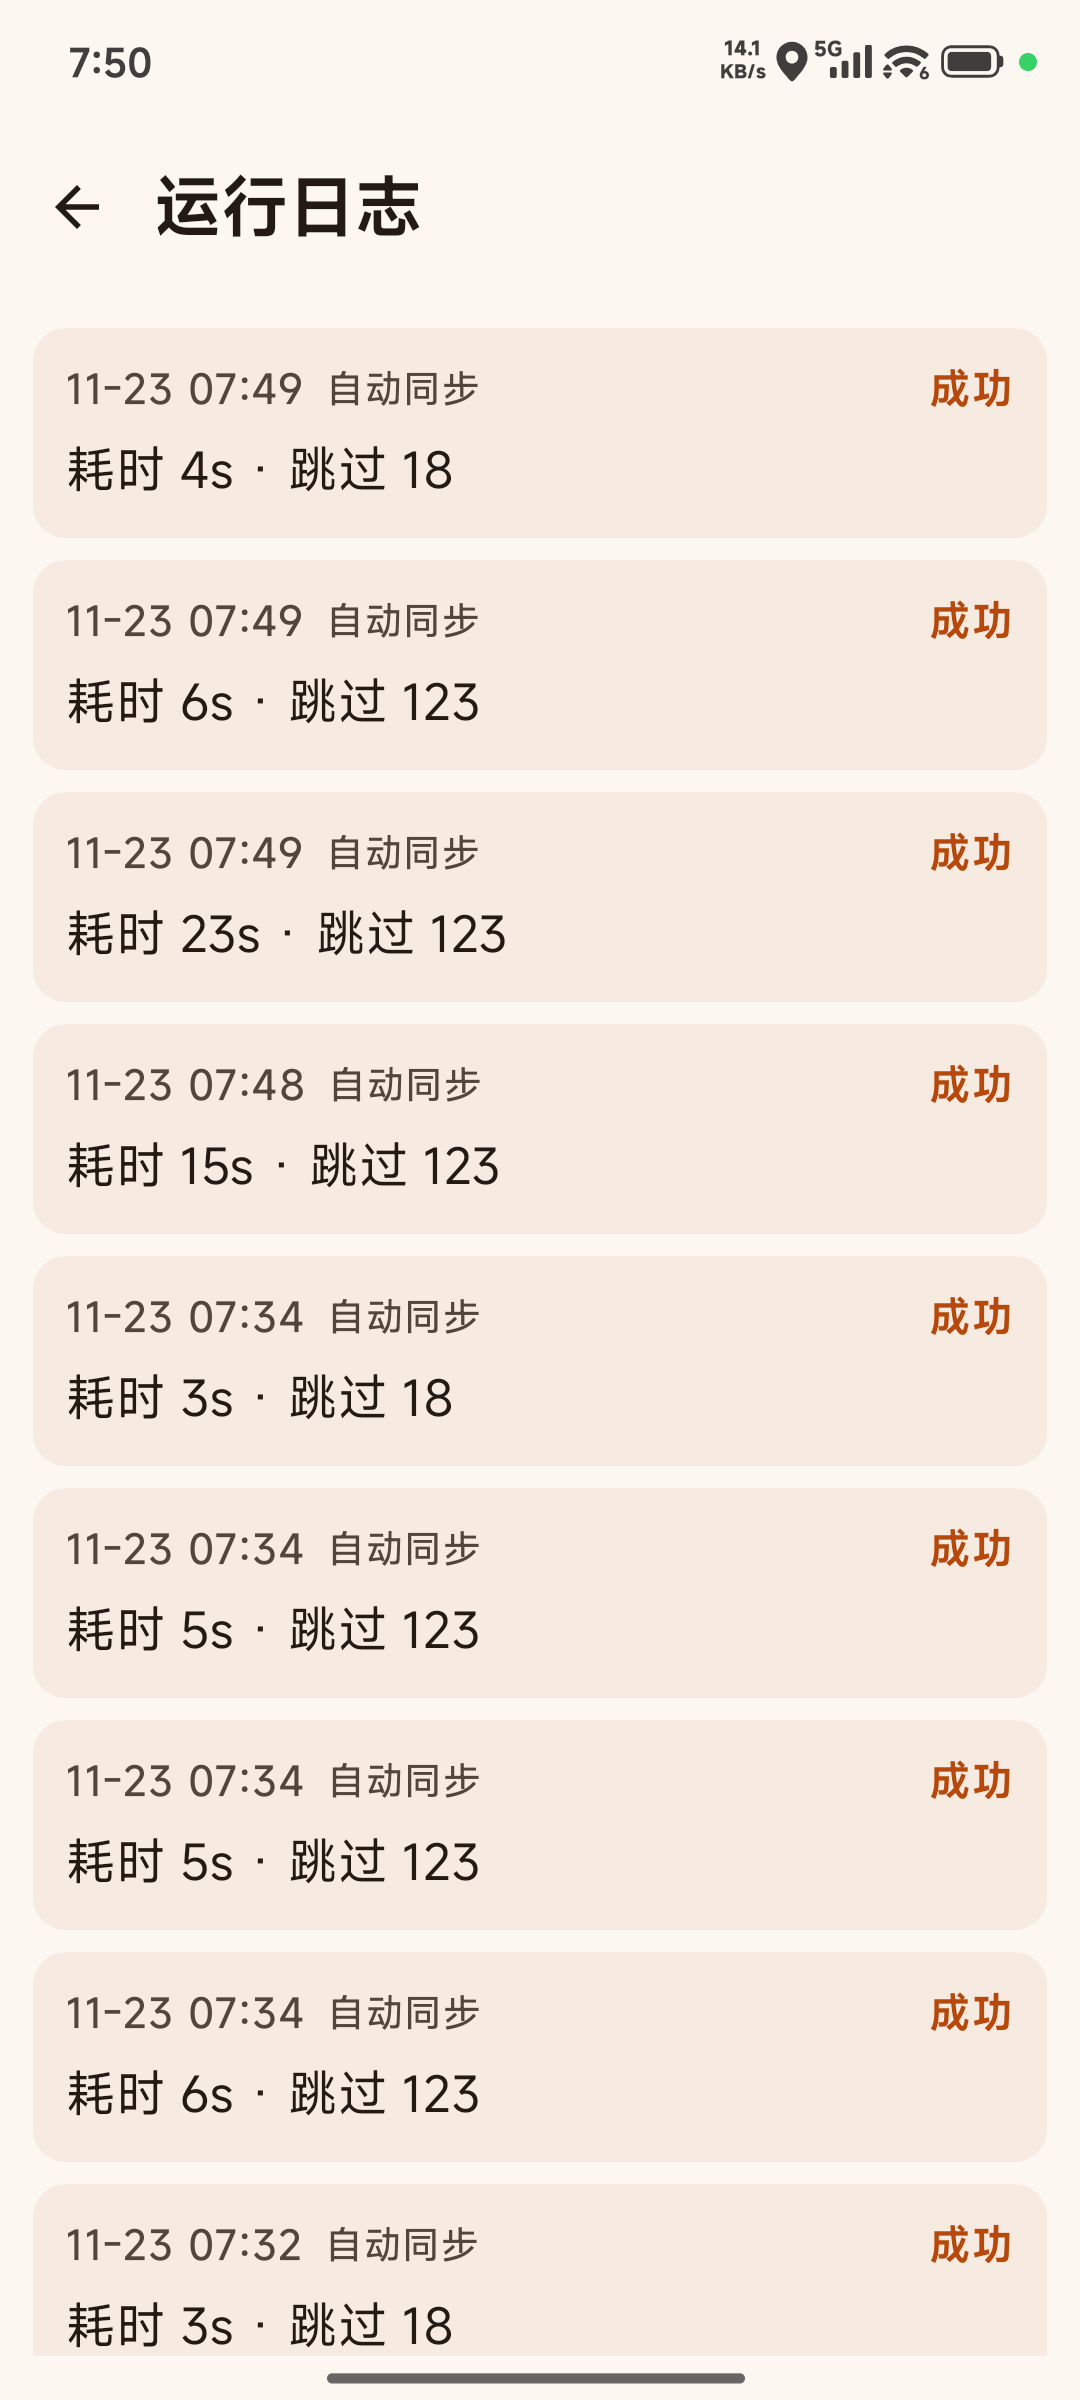 7:50
14.1 KB/s 5G 6
运行日志
11-23 07:49 自动同步 成功
耗时 4s · 跳过 18
11-23 07:49 自动同步 成功
耗时 6s · 跳过 123
11-23 07:49 自动同步 成功
耗时 23s · 跳过 123
11-23 07:48 自动同步 成功
耗时 15s · 跳过 123
11-23 07:34 自动同步 成功
耗时 3s · 跳过 18
11-23 07:34 自动同步 成功
耗时 5s · 跳过 123
11-23 07:34 自动同步 成功
耗时 5s · 跳过 123
11-23 07:34 自动同步 成功
耗时 6s · 跳过 123
11-23 07:32 自动同步 成功
耗时 3s · 跳过 18